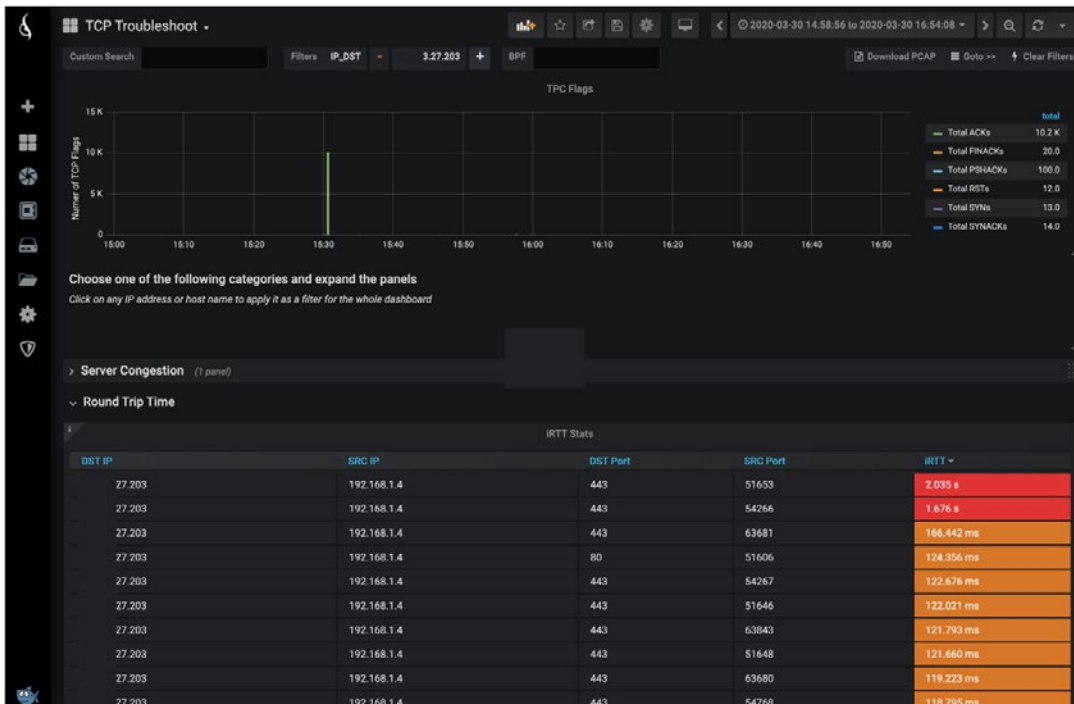 TCP Troubleshoot
2020-03-30 14:58:56 to 2020-03-30 16:54:08
Custom Search Filters IP_DST = 3.27.203 + BPF Download PCAP Goto >> Clear Filters
TPC Flags
Numer of TCP Flags
15 K
10 K
5 K
0
15:00 15:10 15:20 15:30 15:40 15:50 16:00 16:10 16:20 16:30 16:40 16:50
total
Total ACKs 10.2 K
Total FINACKs 20.0
Total PSHACKs 100.0
Total RSTs 12.0
Total SYNs 13.0
Total SYNACKs 14.0
Choose one of the following categories and expand the panels
Click on any IP address or host name to apply it as a filter for the whole dashboard
Server Congestion (1 panel)
Round Trip Time
i
iRTT Stats
DST IP SRC IP DST Port SRC Port iRTT
27.203 192.168.1.4 443 51653 2.035 s
27.203 192.168.1.4 443 54266 1.676 s
27.203 192.168.1.4 443 63681 166.442 ms
27.203 192.168.1.4 80 51606 124.356 ms
27.203 192.168.1.4 443 54267 122.676 ms
27.203 192.168.1.4 443 51646 122.021 ms
27.203 192.168.1.4 443 63843 121.793 ms
27.203 192.168.1.4 443 51648 121.660 ms
27.203 192.168.1.4 443 63680 119.223 ms
27.203 192.168.1.4 443 54768 118.795 ms